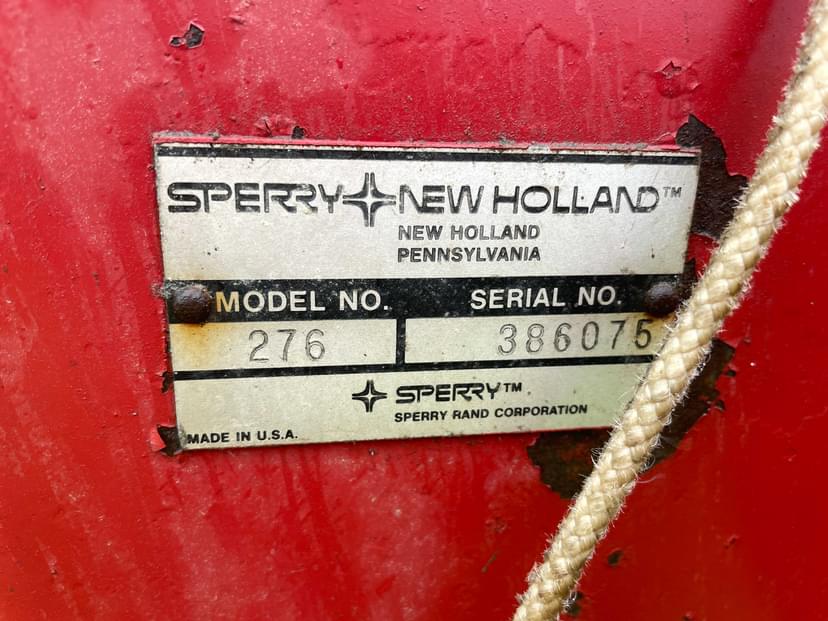 SPERRY NEW HOLLAND™
NEW HOLLAND
PENNSYLVANIA
MODEL NO. SERIAL NO.
276 386075
SPERRY™
SPERRY RAND CORPORATION
MADE IN U.S.A.